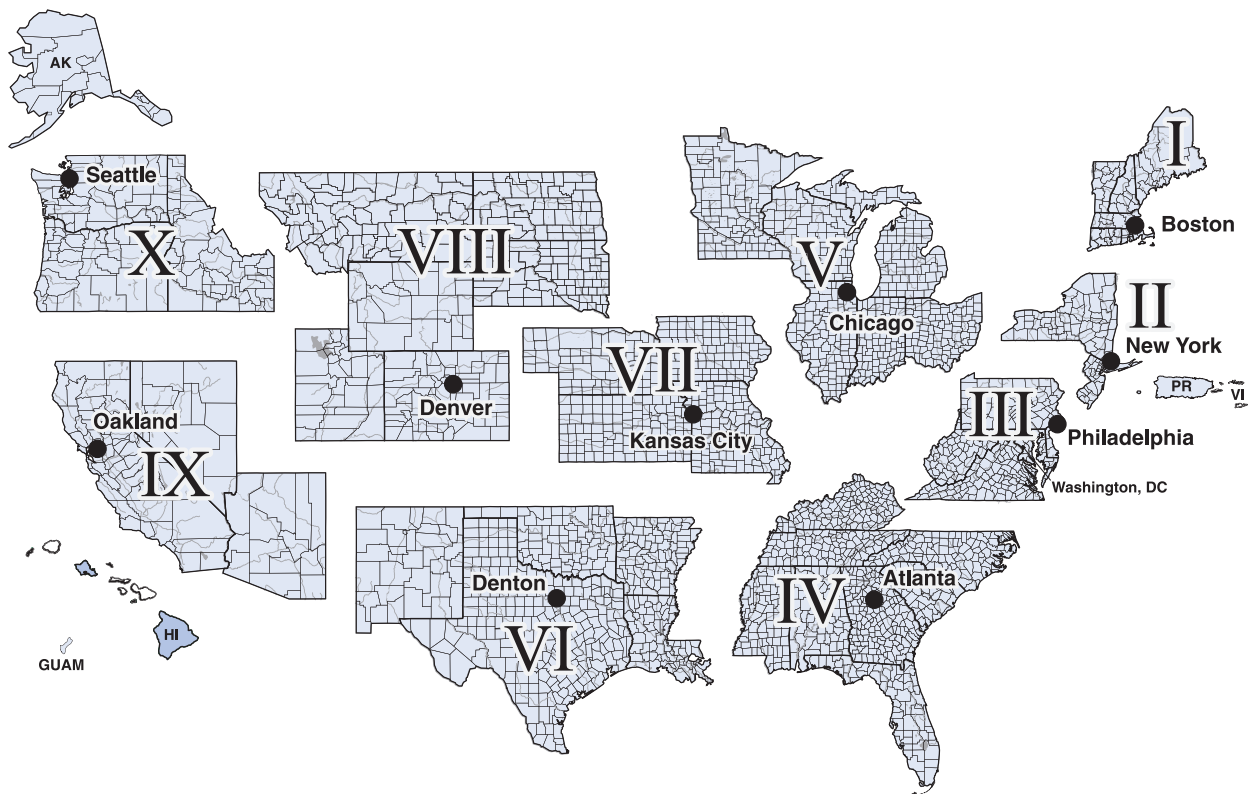 AK
I
Seattle
Boston
X
VIII
V
II
Chicago
New York
VII
PR
VI
Denver
III
Oakland
Kansas City
Philadelphia
IX
Washington, DC
Denton
IV
Atlanta
HI
VI
GUAM